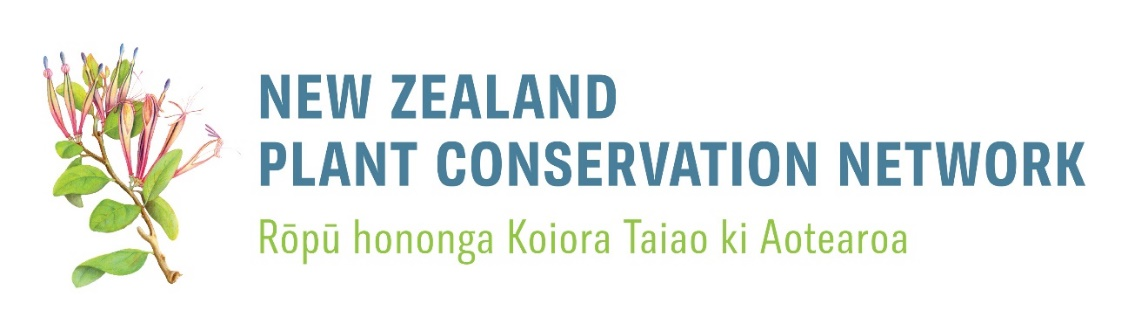 NEW ZEALAND
PLANT CONSERVATION NETWORK
Rōpū hononga Koiora Taiao ki Aotearoa